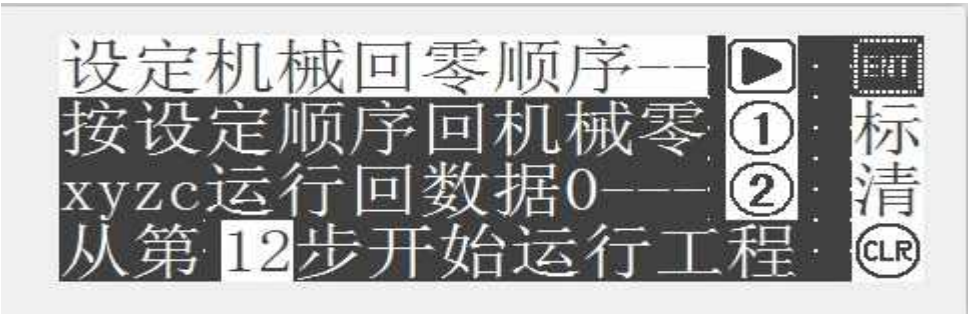 设定机械回零顺序-- ▶ ENT
按设定顺序回机械零 ① 标
xyzc运行回数据0--- ② 清
从第 12步开始运行工程 CLR